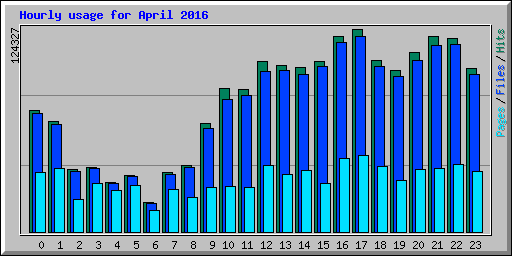 Hourly usage for April 2016
124327
Pages/Files/Hits
0 1 2 3 4 5 6 7 8 9 10 11 12 13 14 15 16 17 18 19 20 21 22 23